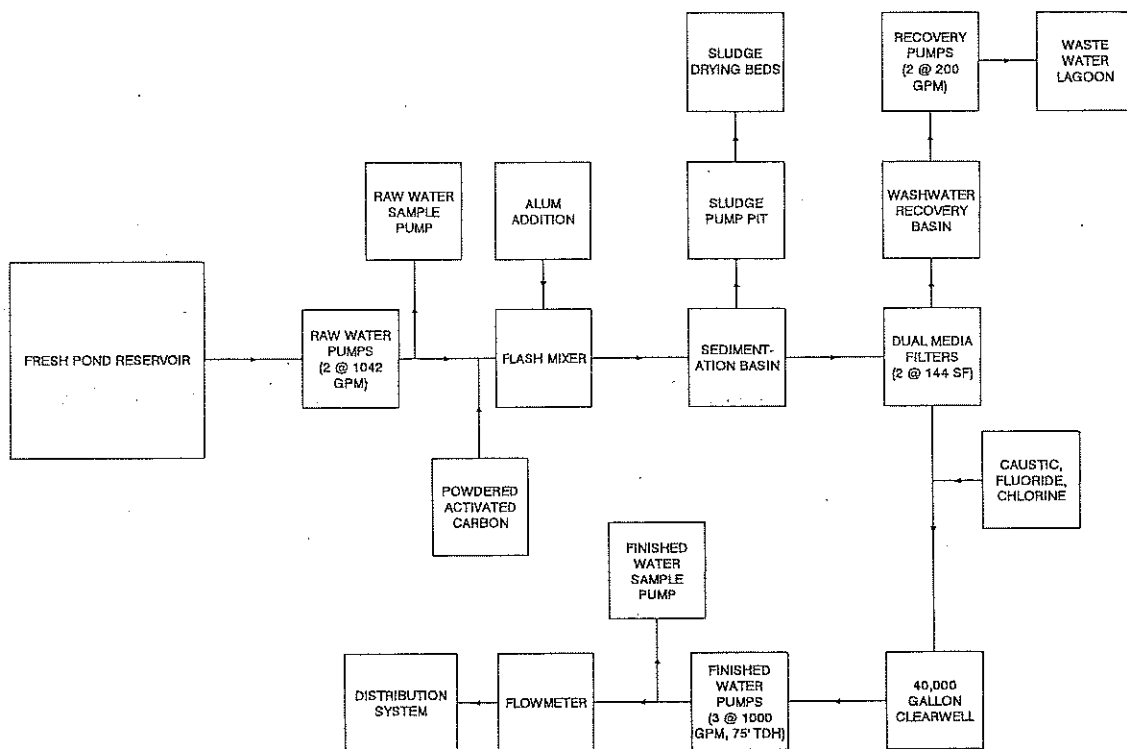 RECOVERY
PUMPS
(2 @ 200
GPM)
WASTE
WATER
LAGOON
SLUDGE
DRYING BEDS
RAW WATER
SAMPLE
PUMP
ALUM
ADDITION
SLUDGE
PUMP PIT
WASHWATER
RECOVERY
BASIN
FRESH POND RESERVOIR
RAW WATER
PUMPS
(2 @ 1042
GPM)
FLASH MIXER
SEDIMENT-
ATION BASIN
DUAL MEDIA
FILTERS
(2 @ 144 SF)
POWDERED
ACTIVATED
CARBON
CAUSTIC,
FLUORIDE,
CHLORINE
FINISHED
WATER
SAMPLE
PUMP
DISTRIBUTION
SYSTEM
FLOWMETER
FINISHED
WATER
PUMPS
(3 @ 1000
GPM, 75' TDH)
40,000
GALLON
CLEARWELL